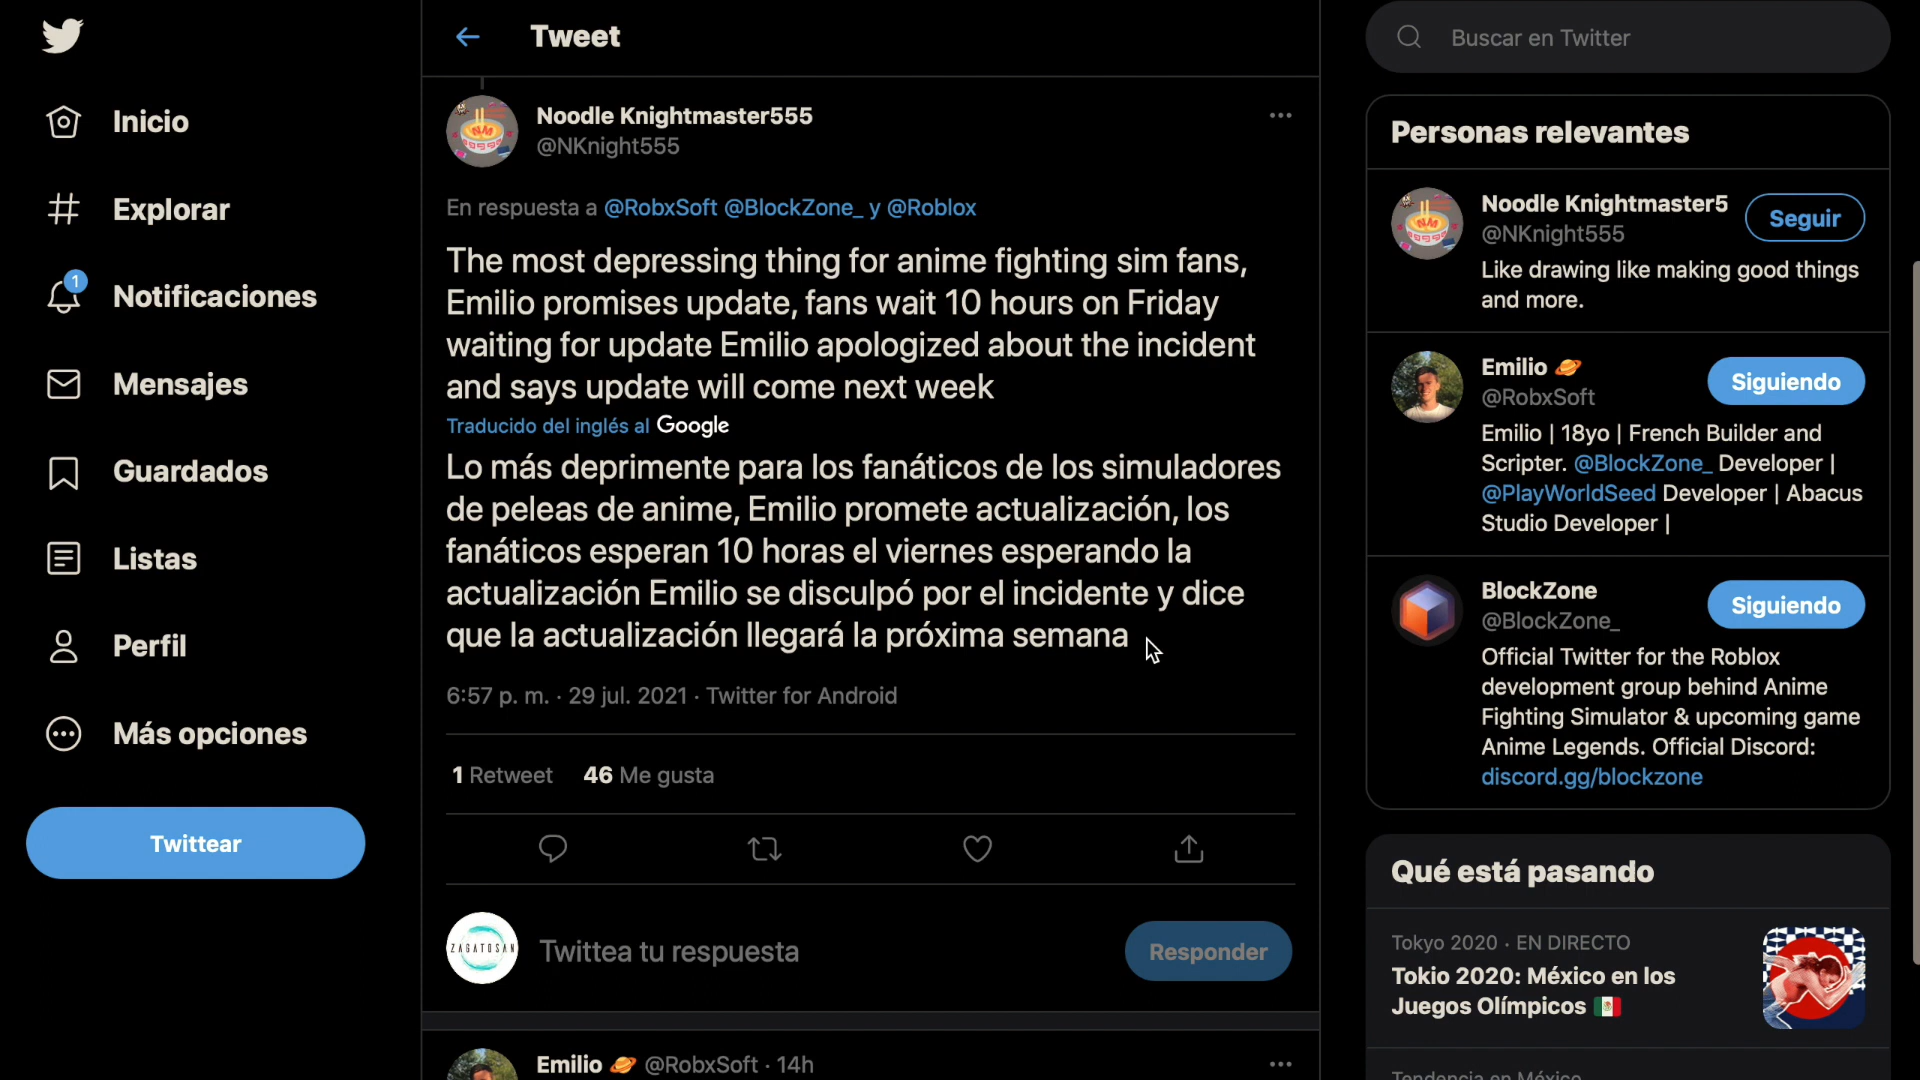 Tweet
Buscar en Twitter
Inicio
Explorar
1
Notificaciones
Mensajes
Guardados
Listas
Perfil
Más opciones
Twittear
Noodle Knightmaster555
@NKnight555
En respuesta a @RobxSoft @BlockZone_ y @Roblox
The most depressing thing for anime fighting sim fans,
Emilio promises update, fans wait 10 hours on Friday
waiting for update Emilio apologized about the incident
and says update will come next week
Traducido del inglés al Google
Lo más deprimente para los fanáticos de los simuladores
de peleas de anime, Emilio promete actualización, los
fanáticos esperan 10 horas el viernes esperando la
actualización Emilio se disculpó por el incidente y dice
que la actualización llegará la próxima semana
6:57 p. m. · 29 jul. 2021 · Twitter for Android
1 Retweet 46 Me gusta
ZAGATOSAN
Twittea tu respuesta
Responder
Emilio 🪐 @RobxSoft · 14h
Personas relevantes
Noodle Knightmaster5
@NKnight555
Seguir
Like drawing like making good things
and more.
Emilio 🪐
@RobxSoft
Siguiendo
Emilio | 18yo | French Builder and
Scripter. @BlockZone_ Developer |
@PlayWorldSeed Developer | Abacus
Studio Developer |
BlockZone
@BlockZone_
Siguiendo
Official Twitter for the Roblox
development group behind Anime
Fighting Simulator & upcoming game
Anime Legends. Official Discord:
discord.gg/blockzone
Qué está pasando
Tokyo 2020 · EN DIRECTO
Tokio 2020: México en los
Juegos Olímpicos 🇲🇽
Tendencia en México